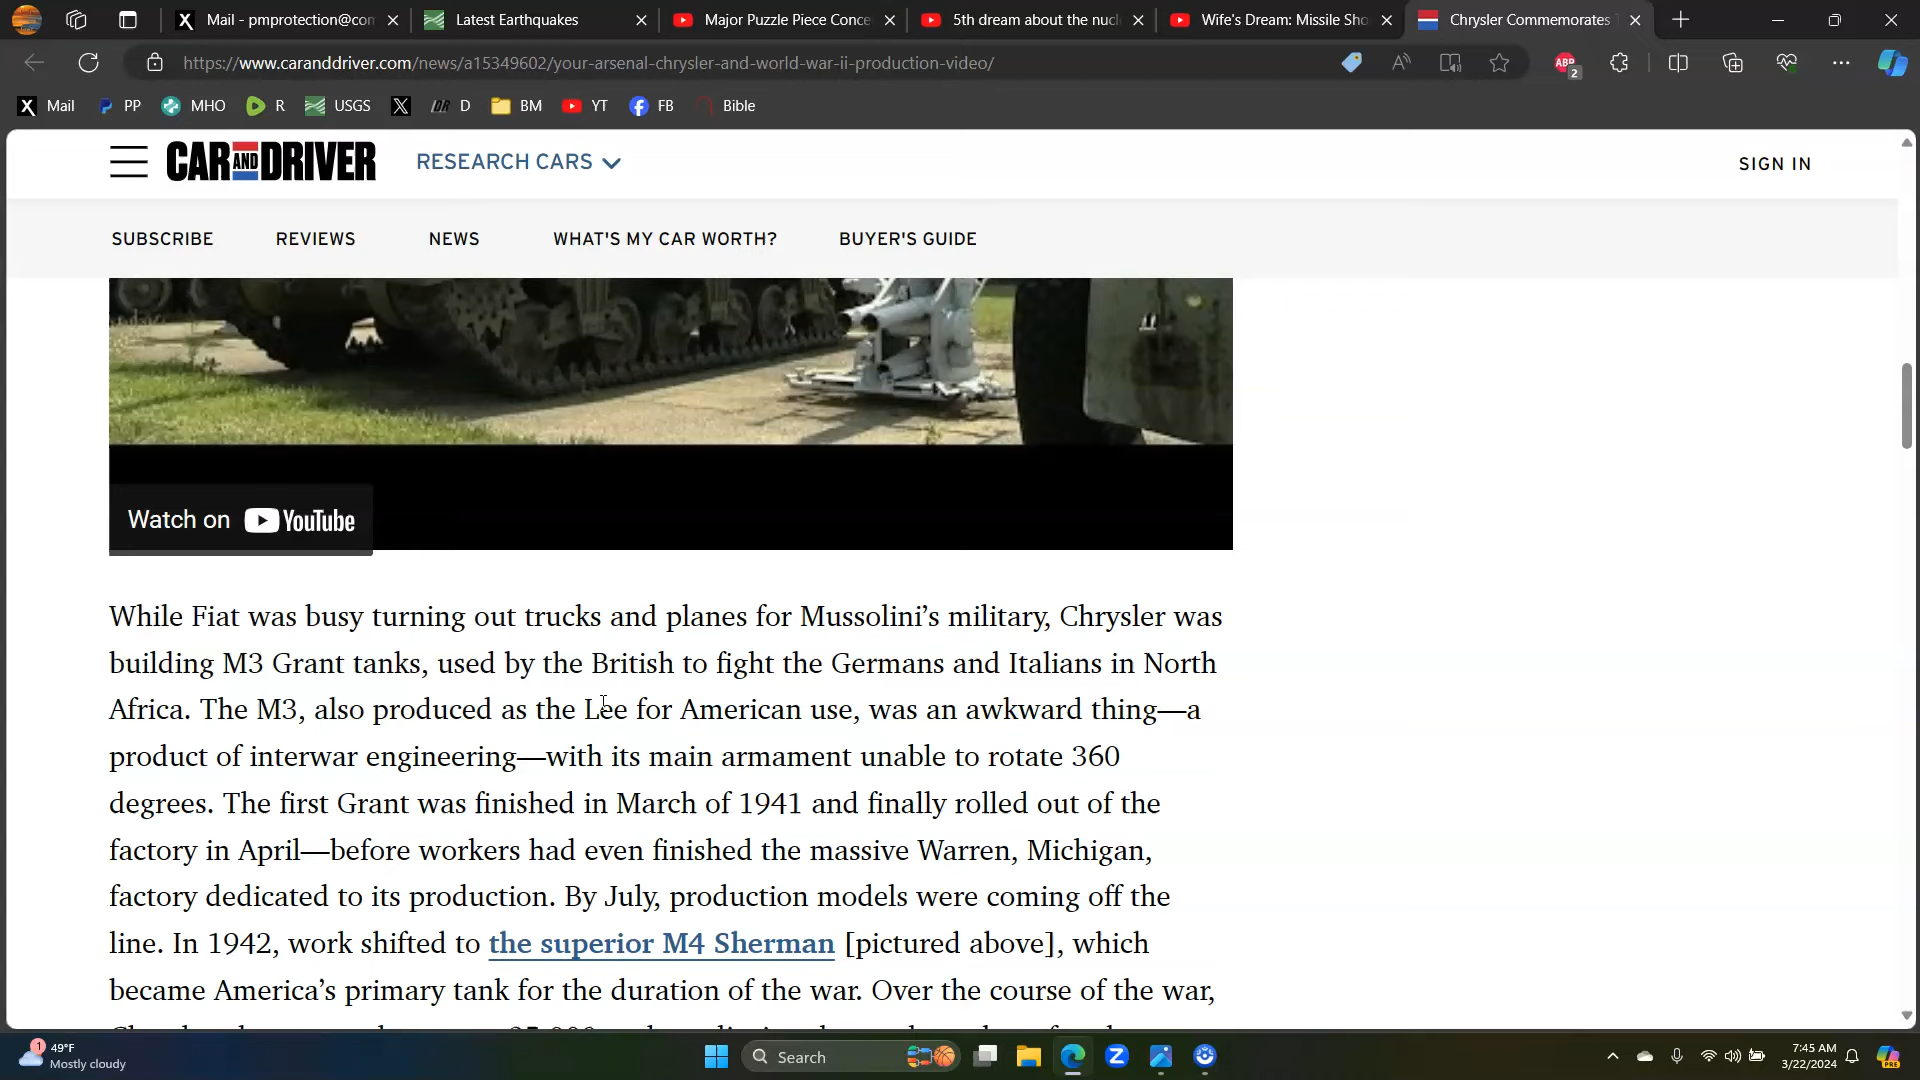 Mail - pmprotection@con
Latest Earthquakes
Major Puzzle Piece Conce
5th dream about the nucl
Wife's Dream: Missile Sho
Chrysler Commemorates
https://www.caranddriver.com/news/a15349602/your-arsenal-chrysler-and-world-war-ii-production-video/
ABP
2
Mail
PP
MHO
R
USGS
D
BM
YT
FB
Bible
CAR AND DRIVER
RESEARCH CARS
SIGN IN
SUBSCRIBE
REVIEWS
NEWS
WHAT'S MY CAR WORTH?
BUYER'S GUIDE
Watch on YouTube
While Fiat was busy turning out trucks and planes for Mussolini’s military, Chrysler was
building M3 Grant tanks, used by the British to fight the Germans and Italians in North
Africa. The M3, also produced as the Lee for American use, was an awkward thing—a
product of interwar engineering—with its main armament unable to rotate 360
degrees. The first Grant was finished in March of 1941 and finally rolled out of the
factory in April—before workers had even finished the massive Warren, Michigan,
factory dedicated to its production. By July, production models were coming off the
line. In 1942, work shifted to the superior M4 Sherman [pictured above], which
became America’s primary tank for the duration of the war. Over the course of the war,
1
49°F
Mostly cloudy
Search
7:45 AM
3/22/2024
PRE